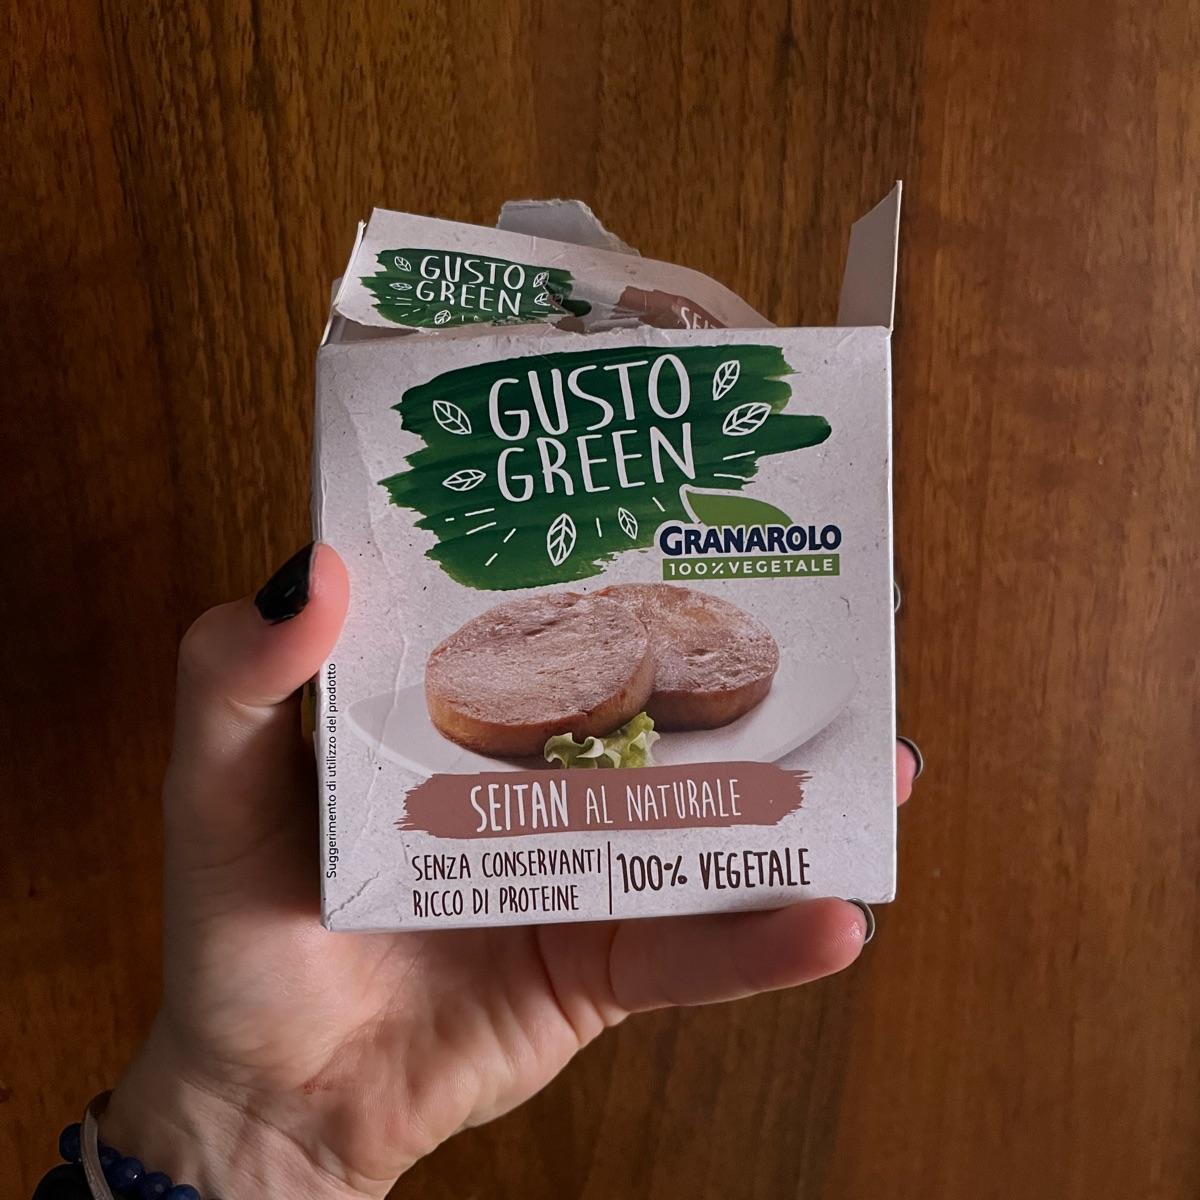 GUSTO
GREEN
GUSTO
GREEN
GRANAROLO
100% VEGETALE
SEITAN AL NATURALE
SENZA CONSERVANTI
RICCO DI PROTEINE
100% VEGETALE
Suggerimento di utilizzo del prodotto